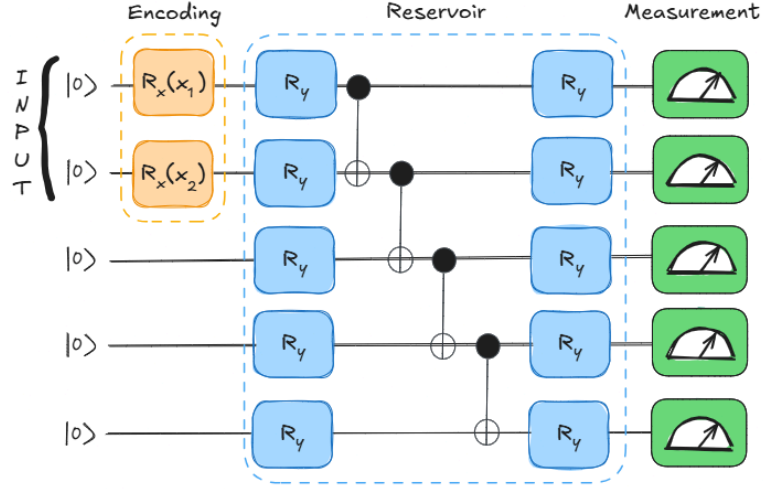 Encoding Reservoir Measurement
INPUT
|0⟩ Rx(x1) Ry Ry
|0⟩ Rx(x2) Ry Ry
|0⟩ Ry Ry
|0⟩ Ry Ry
|0⟩ Ry Ry